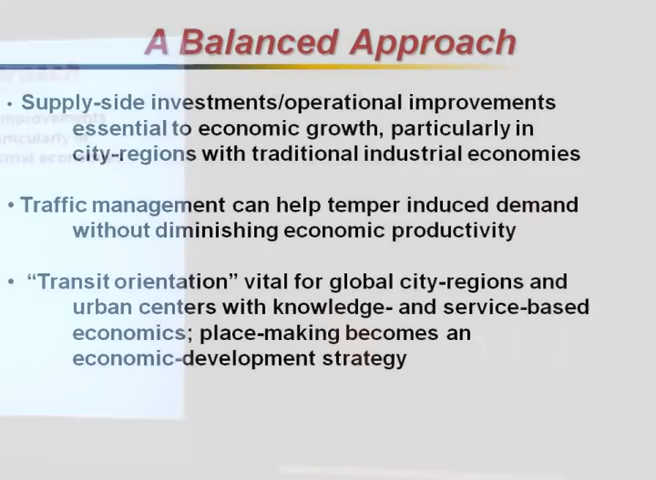 A Balanced Approach
• Supply-side investments/operational improvements
essential to economic growth, particularly in
city-regions with traditional industrial economies
• Traffic management can help temper induced demand
without diminishing economic productivity
• “Transit orientation” vital for global city-regions and
urban centers with knowledge- and service-based
economics; place-making becomes an
economic-development strategy